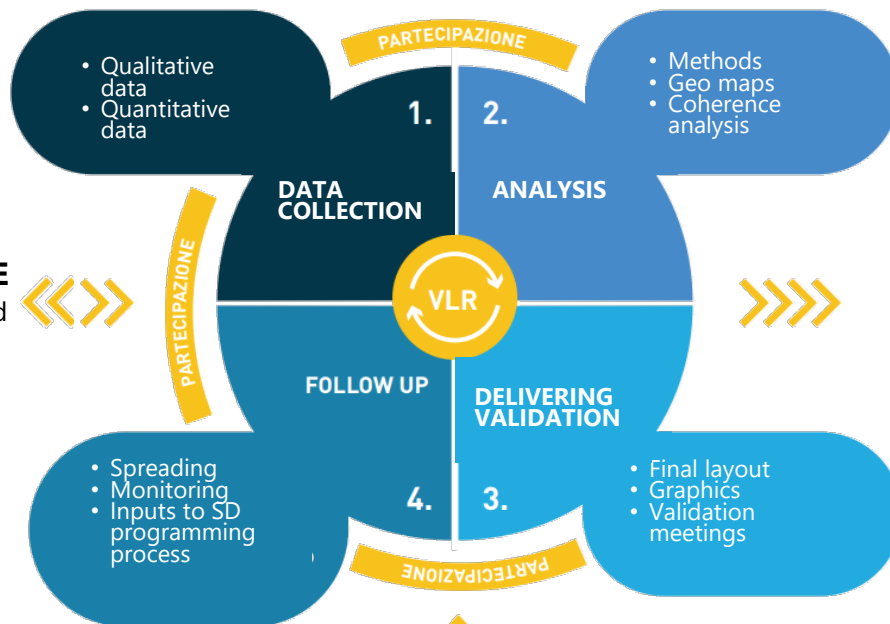 PARTECIPAZIONE
• Qualitative
data
• Quantitative
data
• Methods
• Geo maps
• Coherence
analysis
1.
2.
DATA
COLLECTION
ANALYSIS
PARTECIPAZIONE
E
d
VLR
FOLLOW UP
DELIVERING
VALIDATION
• Spreading
• Monitoring
• Inputs to SD
programming
process
4.
3.
• Final layout
• Graphics
• Validation
meetings
PARTECIPAZIONE